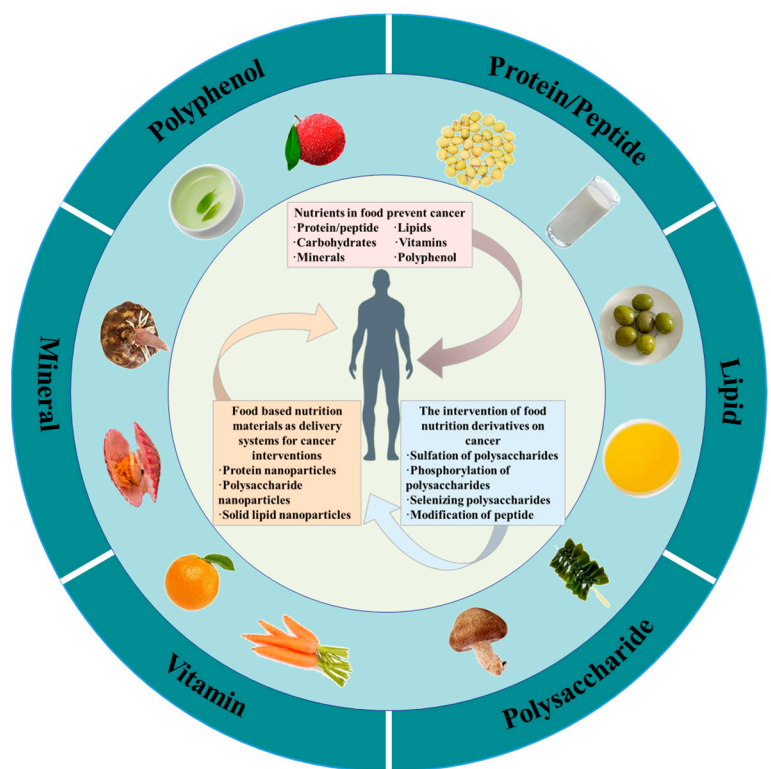 Polyphenol
Protein/Peptide
Nutrients in food prevent cancer
·Protein/peptide ·Lipids
·Carbohydrates ·Vitamins
·Minerals ·Polyphenol
Mineral
Lipid
Food based nutrition
materials as delivery
systems for cancer
interventions
·Protein nanoparticles
·Polysaccharide
nanoparticles
·Solid lipid nanoparticles
The intervention of food
nutrition derivatives on
cancer
·Sulfation of polysaccharides
·Phosphorylation of
polysaccharides
·Selenizing polysaccharides
·Modification of peptide
Vitamin
Polysaccharide